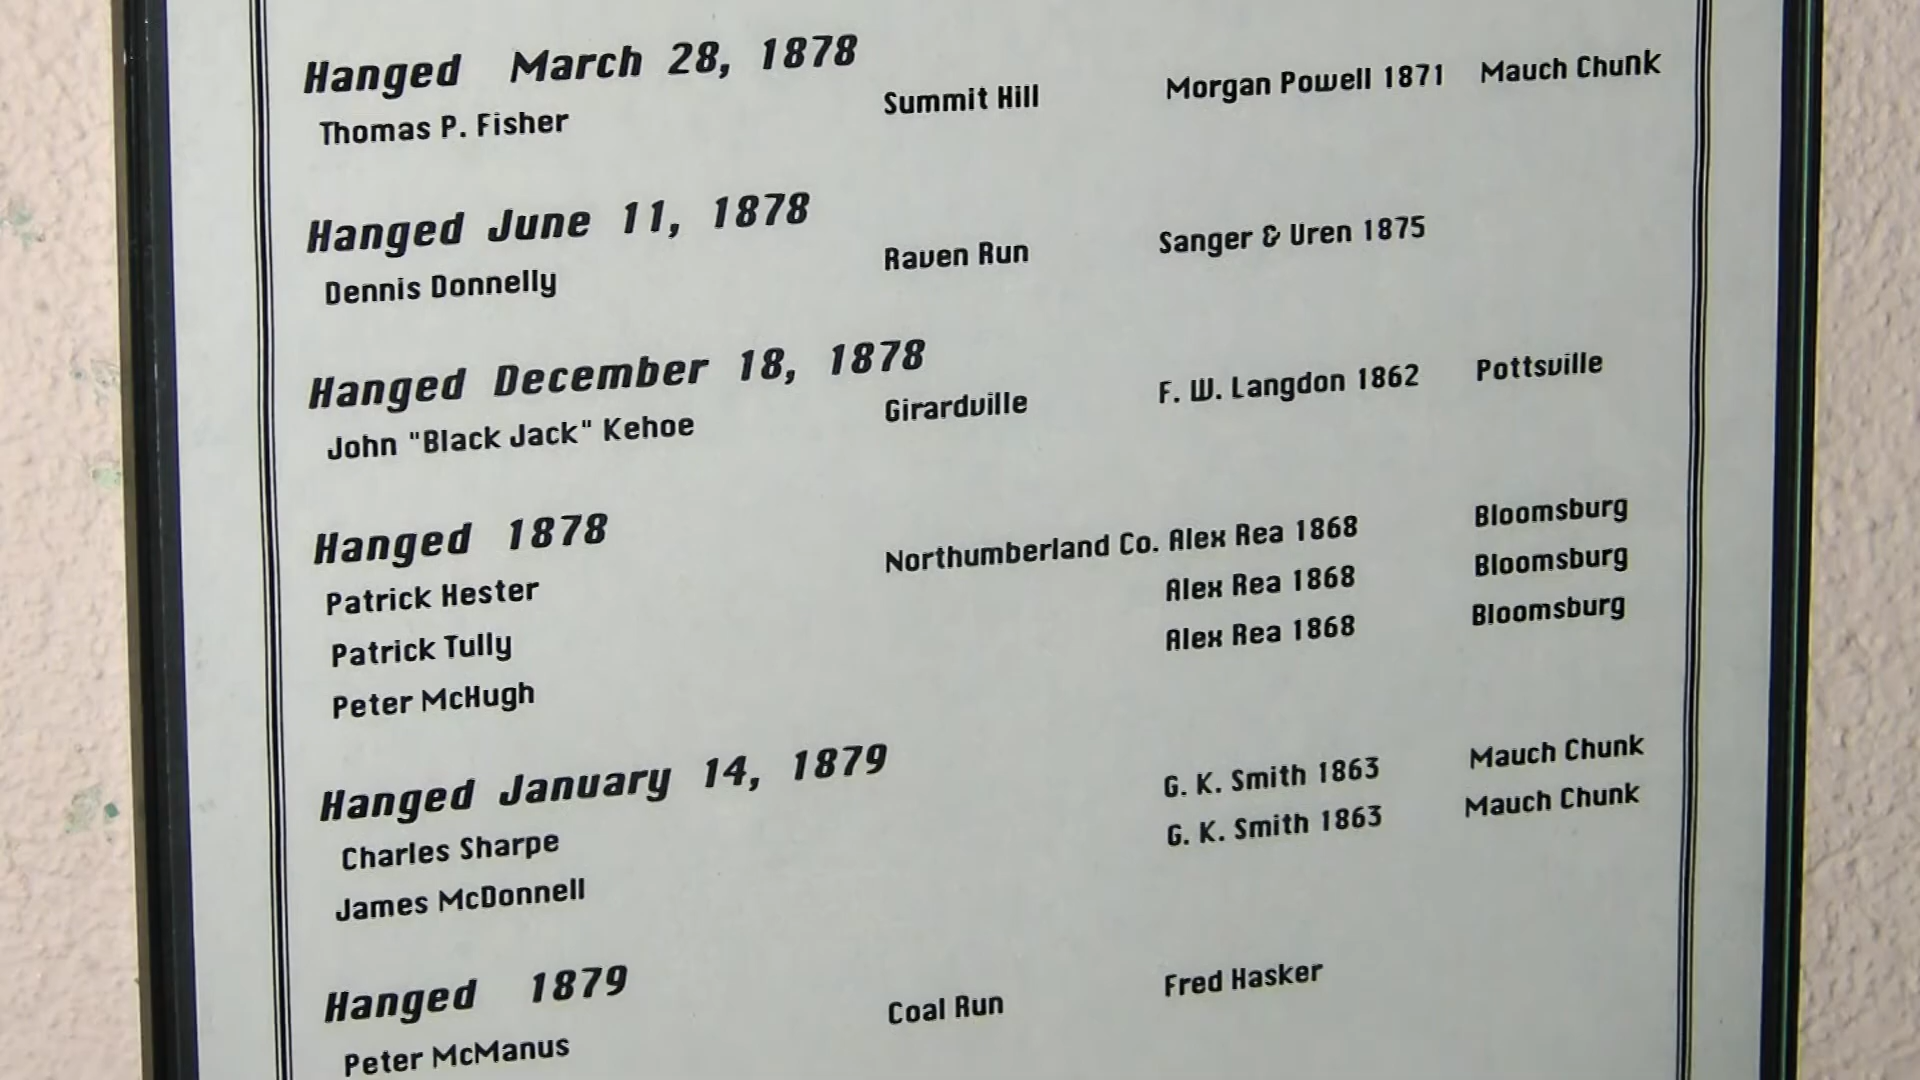 Hanged March 28, 1878
Thomas P. Fisher Summit Hill Morgan Powell 1871 Mauch Chunk
Hanged June 11, 1878
Dennis Donnelly Raven Run Sanger & Uren 1875
Hanged December 18, 1878
John "Black Jack" Kehoe Girardville F. W. Langdon 1862 Pottsville
Hanged 1878
Patrick Hester Northumberland Co. Alex Rea 1868 Bloomsburg
Patrick Tully Alex Rea 1868 Bloomsburg
Peter McHugh Alex Rea 1868 Bloomsburg
Hanged January 14, 1879
Charles Sharpe G. K. Smith 1863 Mauch Chunk
James McDonnell G. K. Smith 1863 Mauch Chunk
Hanged 1879
Peter McManus Coal Run Fred Hasker